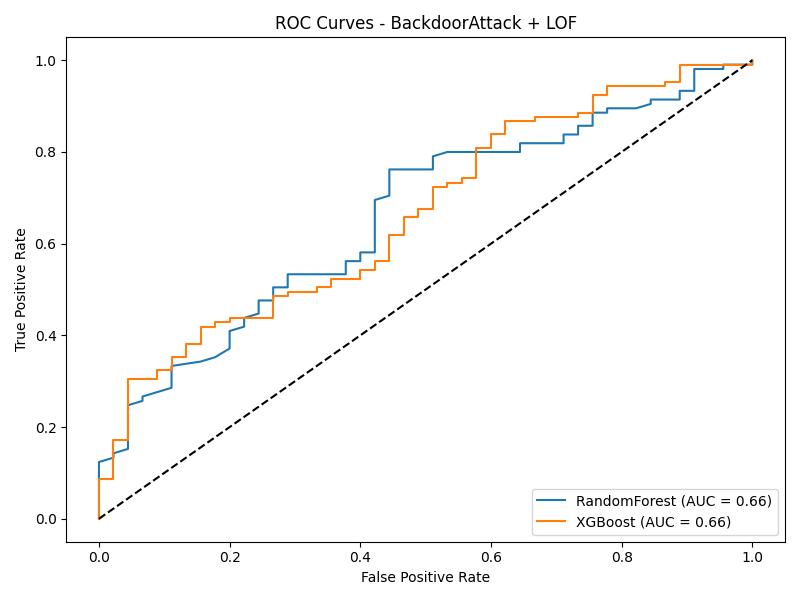 ROC Curves - BackdoorAttack + LOF
True Positive Rate
1.0
0.8
0.6
0.4
0.2
0.0
0.0 0.2 0.4 0.6 0.8 1.0
False Positive Rate
RandomForest (AUC = 0.66)
XGBoost (AUC = 0.66)